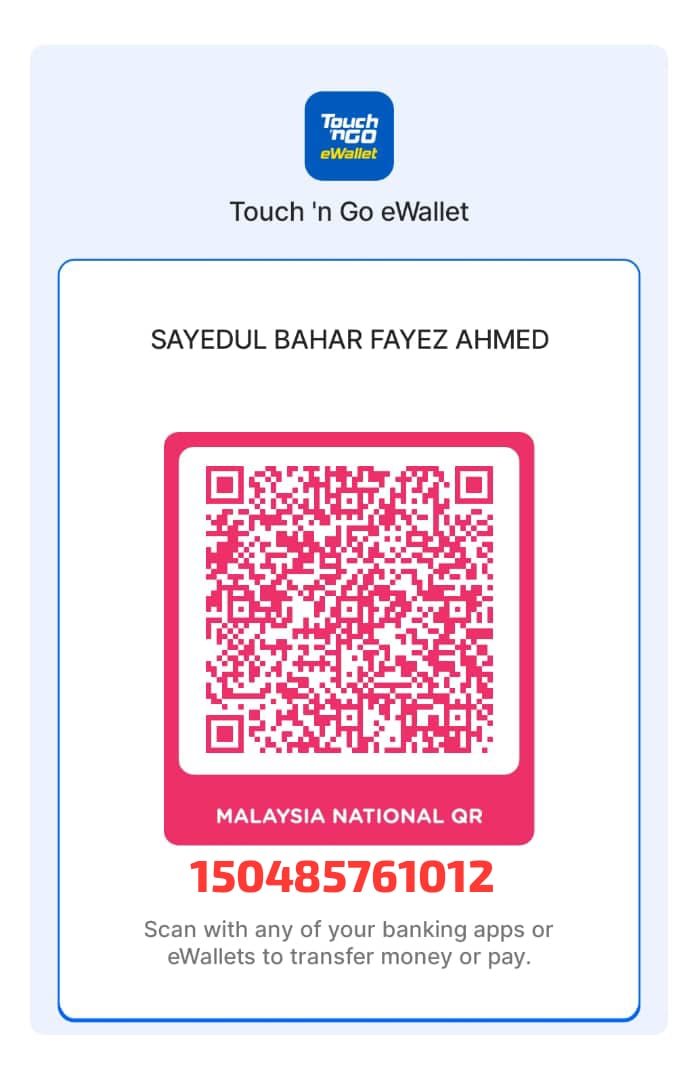 Touch
'nGO
eWallet
Touch 'n Go eWallet
SAYEDUL BAHAR FAYEZ AHMED
MALAYSIA NATIONAL QR
150485761012
Scan with any of your banking apps or
eWallets to transfer money or pay.